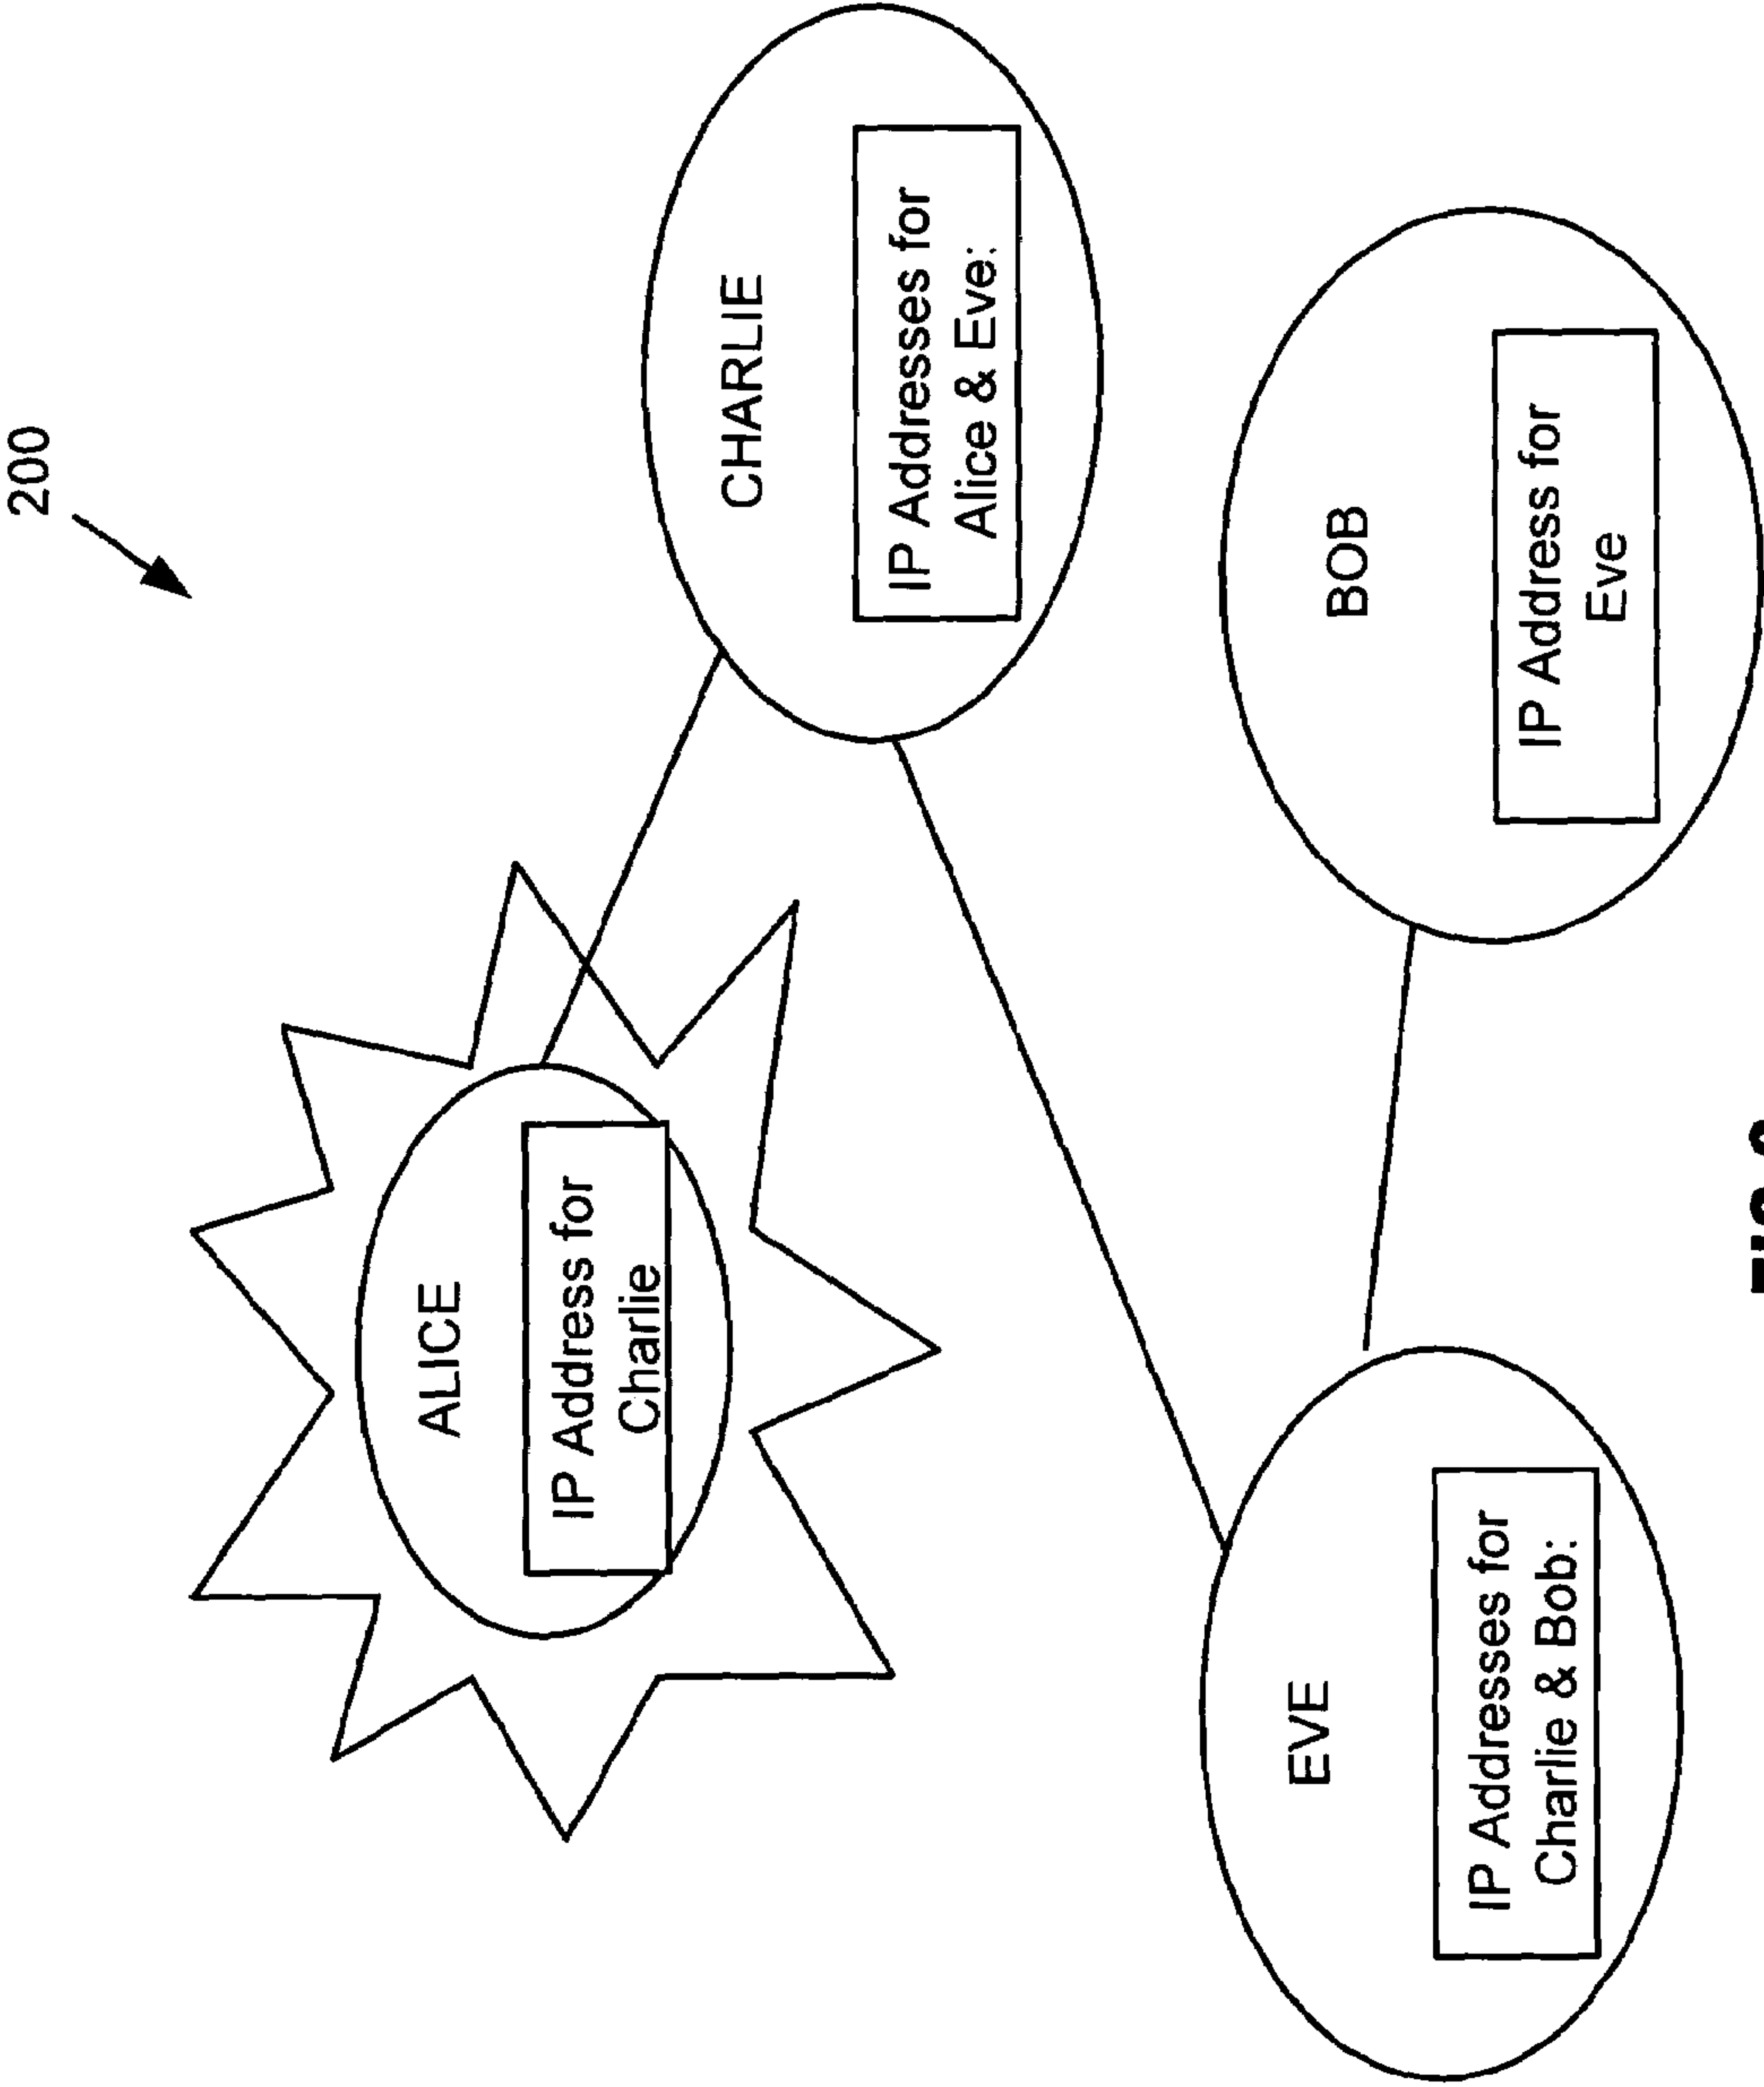 200
ALICE
IP Address for
Charlie
CHARLIE
IP Addresses for
Alice & Eve:
EVE
IP Addresses for
Charlie & Bob:
BOB
IP Address for
Eve